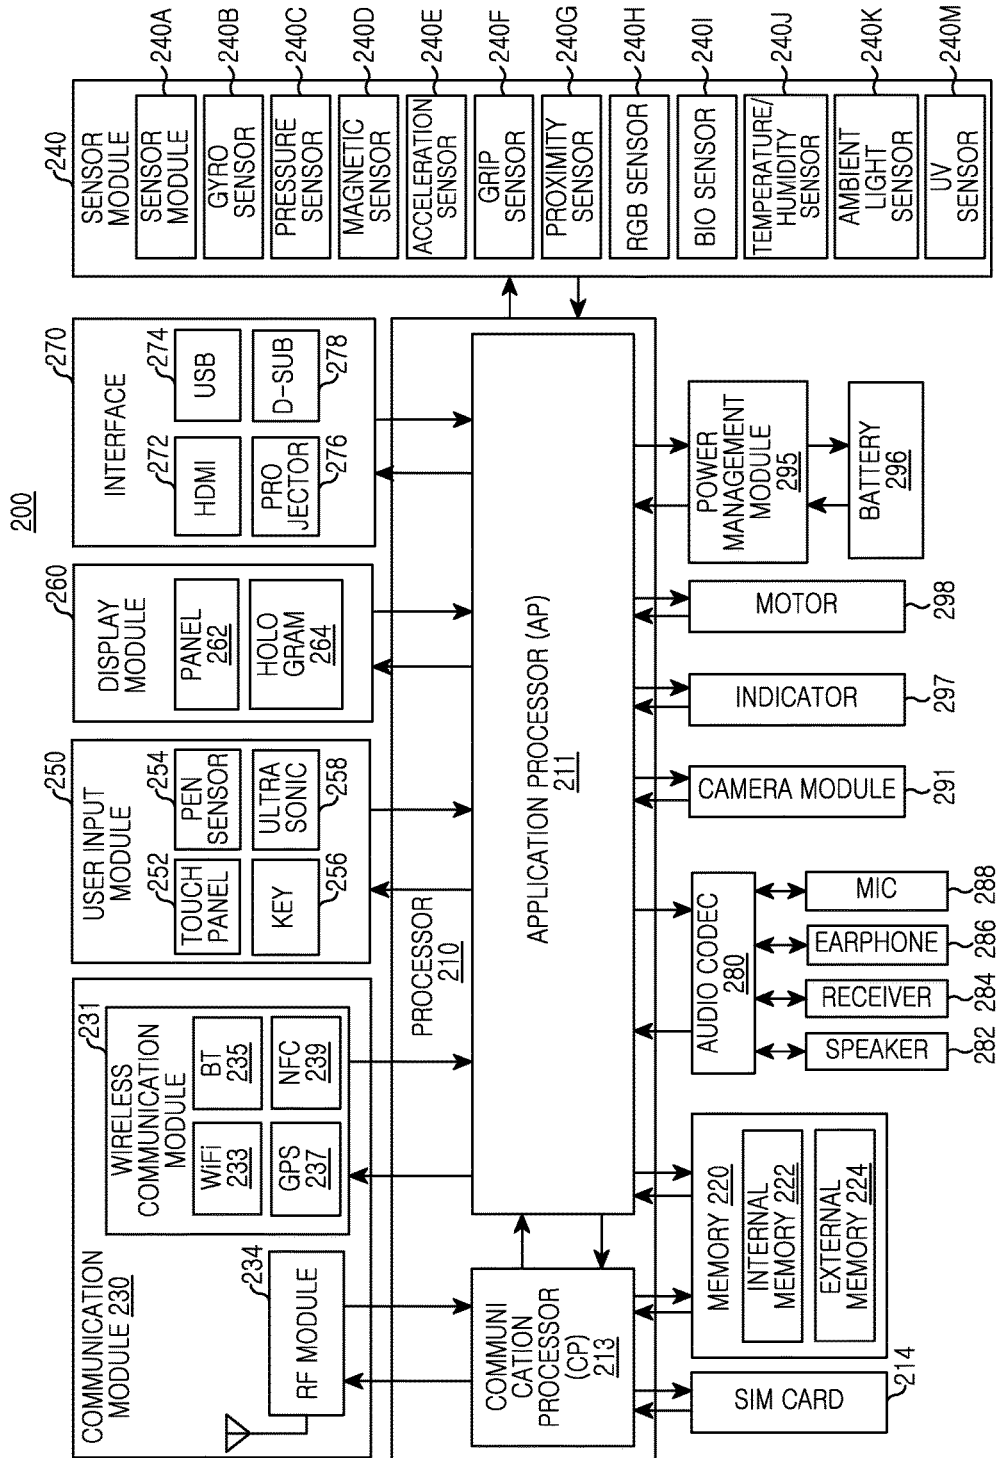 200
COMMUNICATION
MODULE 230
234
RF MODULE
231
WIRELESS
COMMUNICATION
MODULE
WiFi
233
BT
235
GPS
237
NFC
239
250
USER INPUT
MODULE
252
TOUCH
PANEL
254
PEN
SENSOR
KEY
256
ULTRA
SONIC
258
260
DISPLAY
MODULE
PANEL
262
HOLO
GRAM
264
270
INTERFACE
272
HDMI
274
USB
PRO
JECTOR
276
D-SUB
278
240
SENSOR
MODULE
SENSOR
MODULE
240A
GYRO
SENSOR
240B
PRESSURE
SENSOR
240C
MAGNETIC
SENSOR
240D
ACCELERATION
SENSOR
240E
GRIP
SENSOR
240F
PROXIMITY
SENSOR
240G
RGB SENSOR
240H
BIO SENSOR
240I
TEMPERATURE/
HUMIDITY
SENSOR
240J
AMBIENT
LIGHT
SENSOR
240K
UV
SENSOR
240M
PROCESSOR
210
COMMUNI
CATION
PROCESSOR
(CP)
213
APPLICATION PROCESSOR (AP)
211
SIM CARD
214
MEMORY 220
INTERNAL
MEMORY 222
EXTERNAL
MEMORY 224
AUDIO CODEC
280
SPEAKER
282
RECEIVER
284
EARPHONE
286
MIC
288
CAMERA MODULE
291
INDICATOR
297
MOTOR
298
POWER
MANAGEMENT
MODULE
295
BATTERY
296